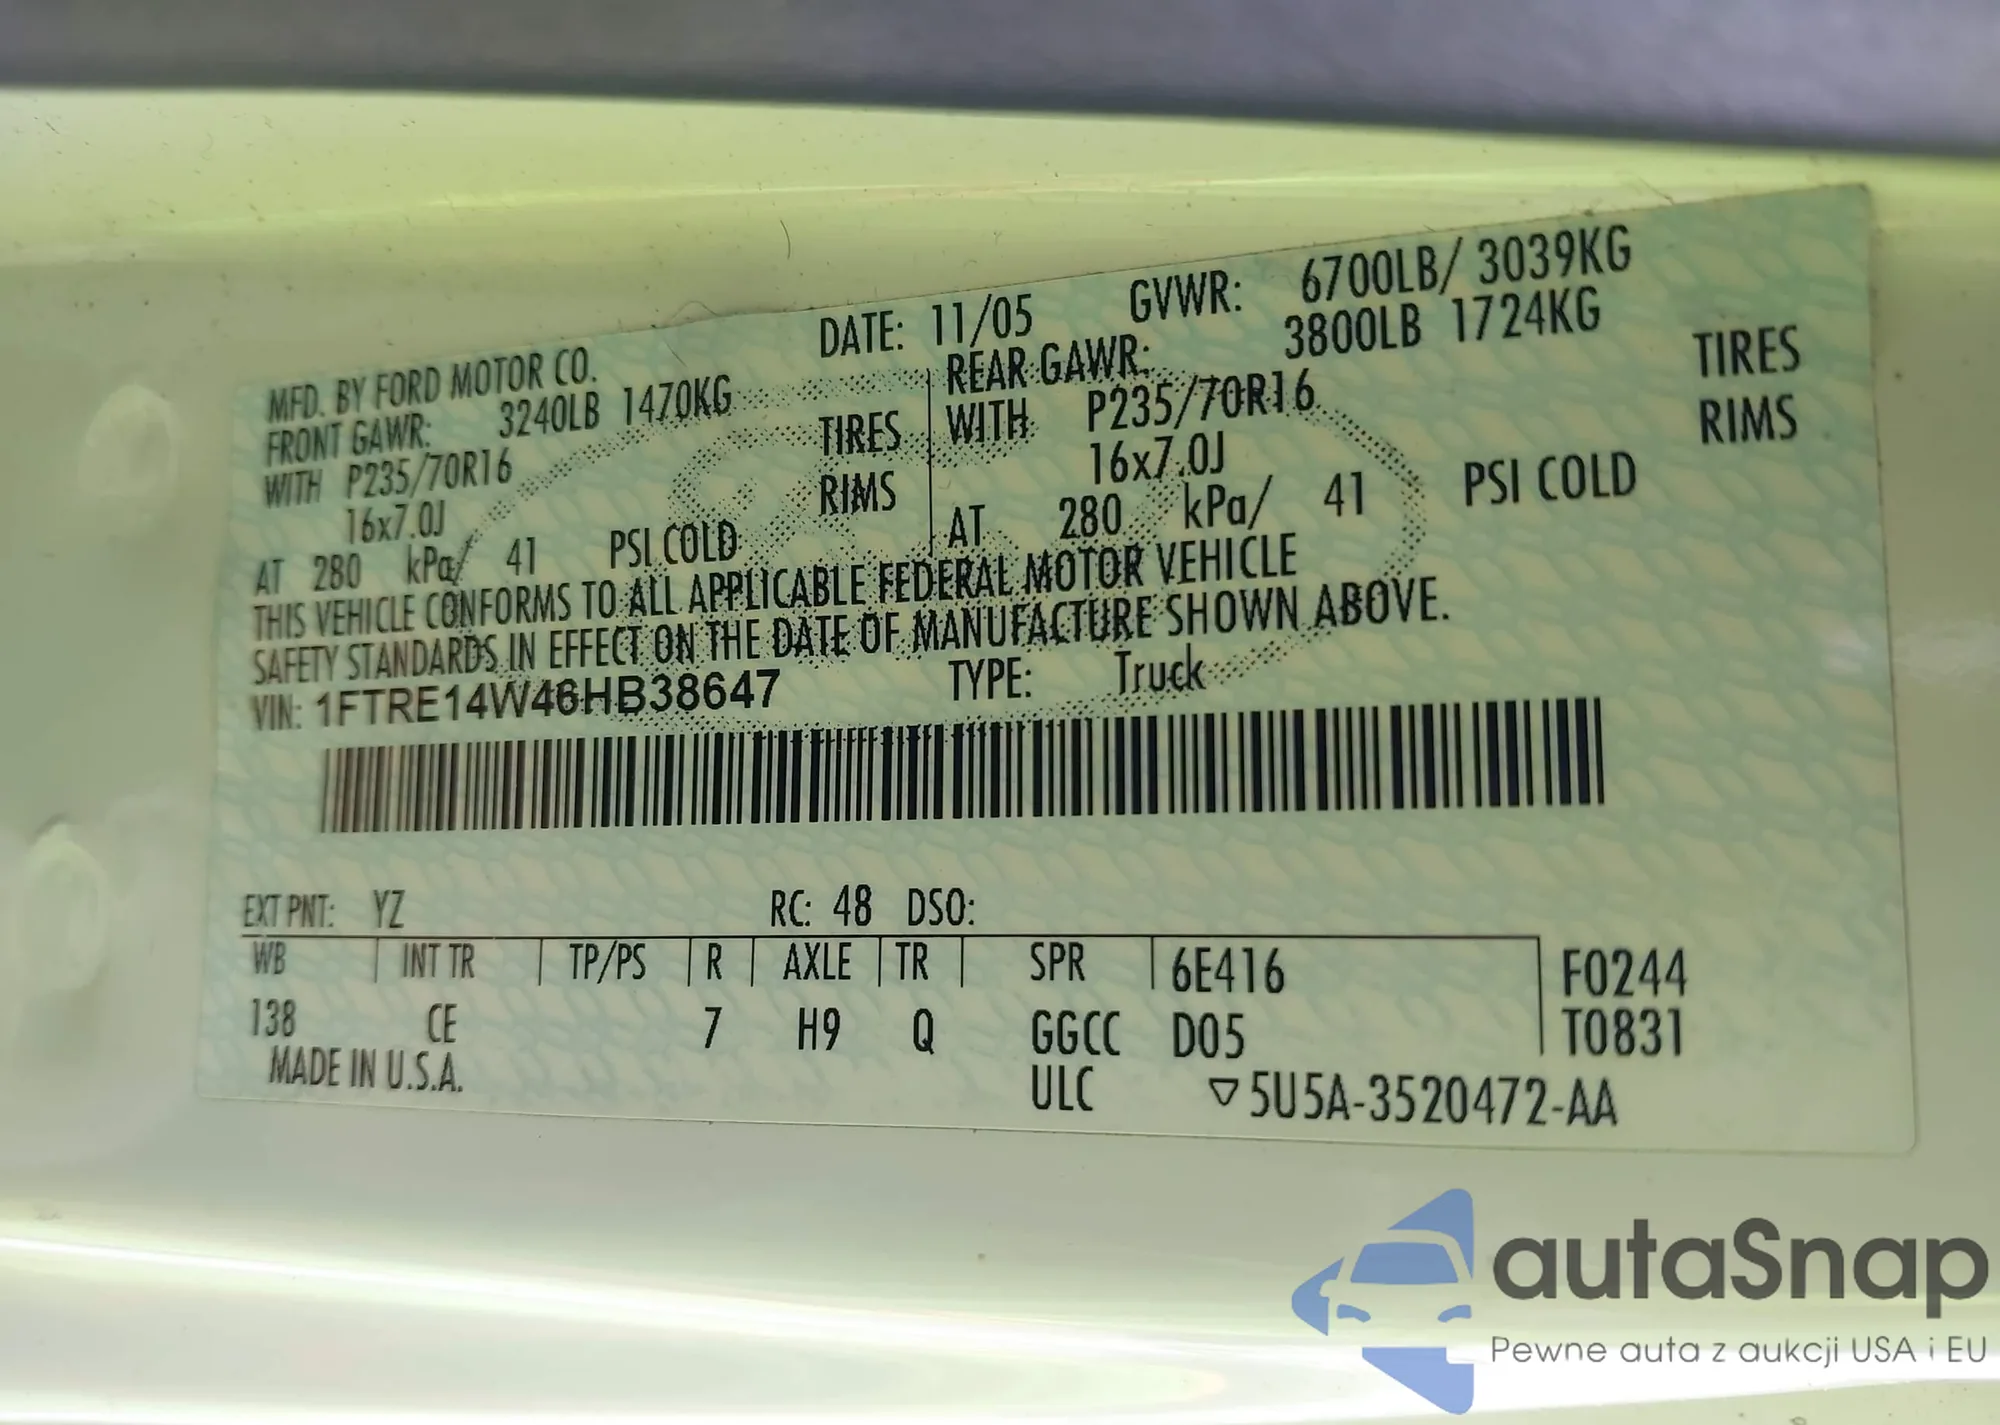 MFD. BY FORD MOTOR CO. DATE: 11/05 GVWR: 6700LB/ 3039KG
FRONT GAWR: 3240LB 1470KG REAR GAWR: 3800LB 1724KG
WITH P235/70R16 TIRES WITH P235/70R16 TIRES
16x7.0J RIMS 16x7.0J RIMS
AT 280 kPa/ 41 PSI COLD AT 280 kPa/ 41 PSI COLD
THIS VEHICLE CONFORMS TO ALL APPLICABLE FEDERAL MOTOR VEHICLE
SAFETY STANDARDS IN EFFECT ON THE DATE OF MANUFACTURE SHOWN ABOVE.
VIN: 1FTRE14W46HB38647 TYPE: Truck
EXT PNT: YZ RC: 48 DSO:
WB INT TR TP/PS R AXLE TR SPR 6E416 F0244
138 CE 7 H9 Q GGCC D05 T0831
MADE IN U.S.A. ULC ▽5U5A-3520472-AA
autaSnap
Pewne auta z aukcji USA i EU